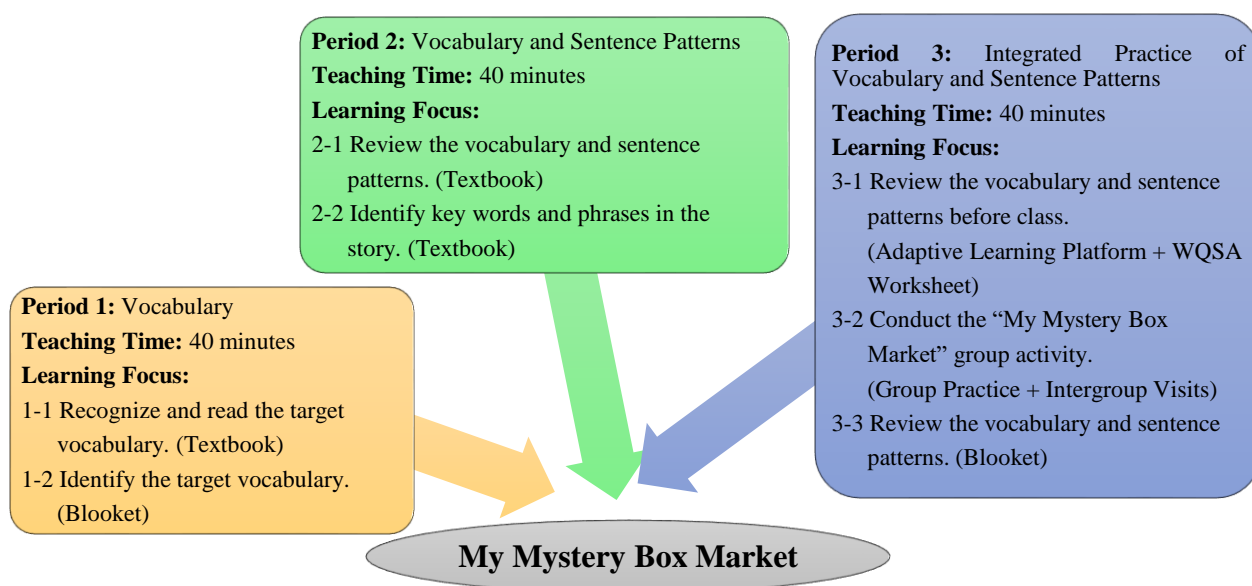 Period 1: Vocabulary
Teaching Time: 40 minutes
Learning Focus:
1-1 Recognize and read the target
vocabulary. (Textbook)
1-2 Identify the target vocabulary.
(Blooket)
Period 2: Vocabulary and Sentence Patterns
Teaching Time: 40 minutes
Learning Focus:
2-1 Review the vocabulary and sentence
patterns. (Textbook)
2-2 Identify key words and phrases in the
story. (Textbook)
Period 3: Integrated Practice of
Vocabulary and Sentence Patterns
Teaching Time: 40 minutes
Learning Focus:
3-1 Review the vocabulary and sentence
patterns before class.
(Adaptive Learning Platform + WQSA
Worksheet)
3-2 Conduct the “My Mystery Box
Market” group activity.
(Group Practice + Intergroup Visits)
3-3 Review the vocabulary and sentence
patterns. (Blooket)
My Mystery Box Market